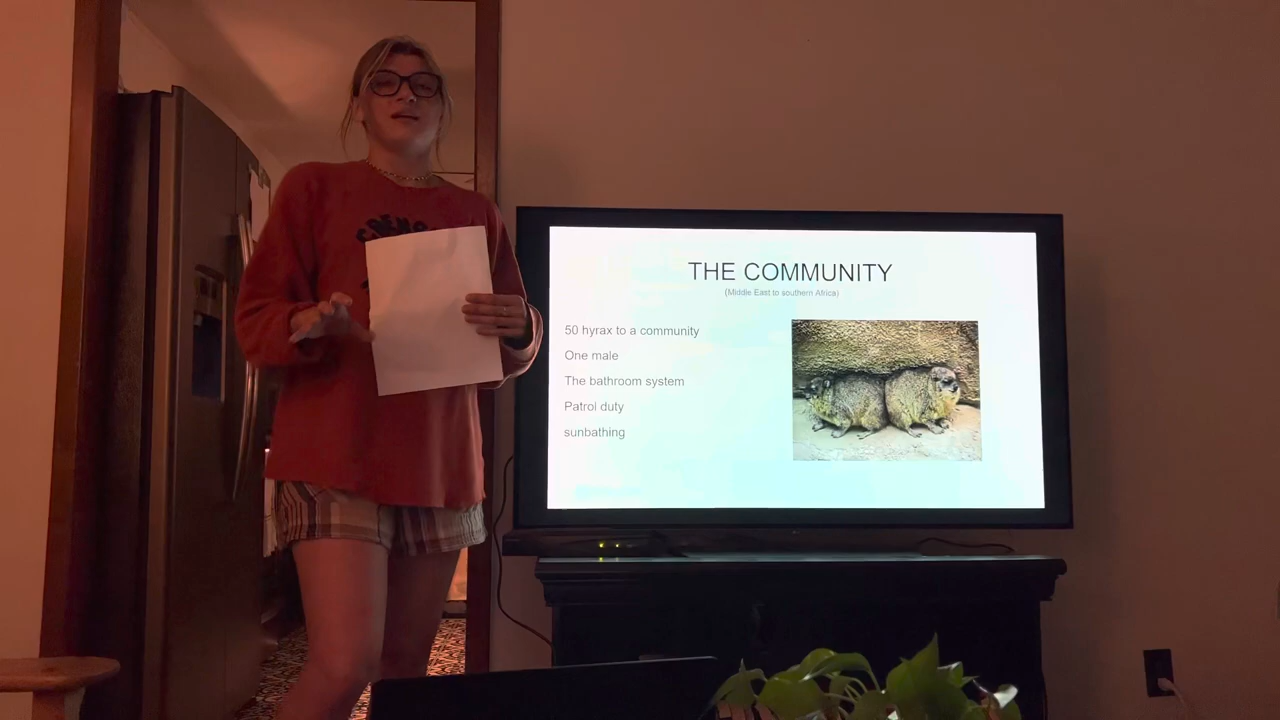 THE COMMUNITY
(Middle East to southern Africa)
50 hyrax to a community
One male
The bathroom system
Patrol duty
sunbathing